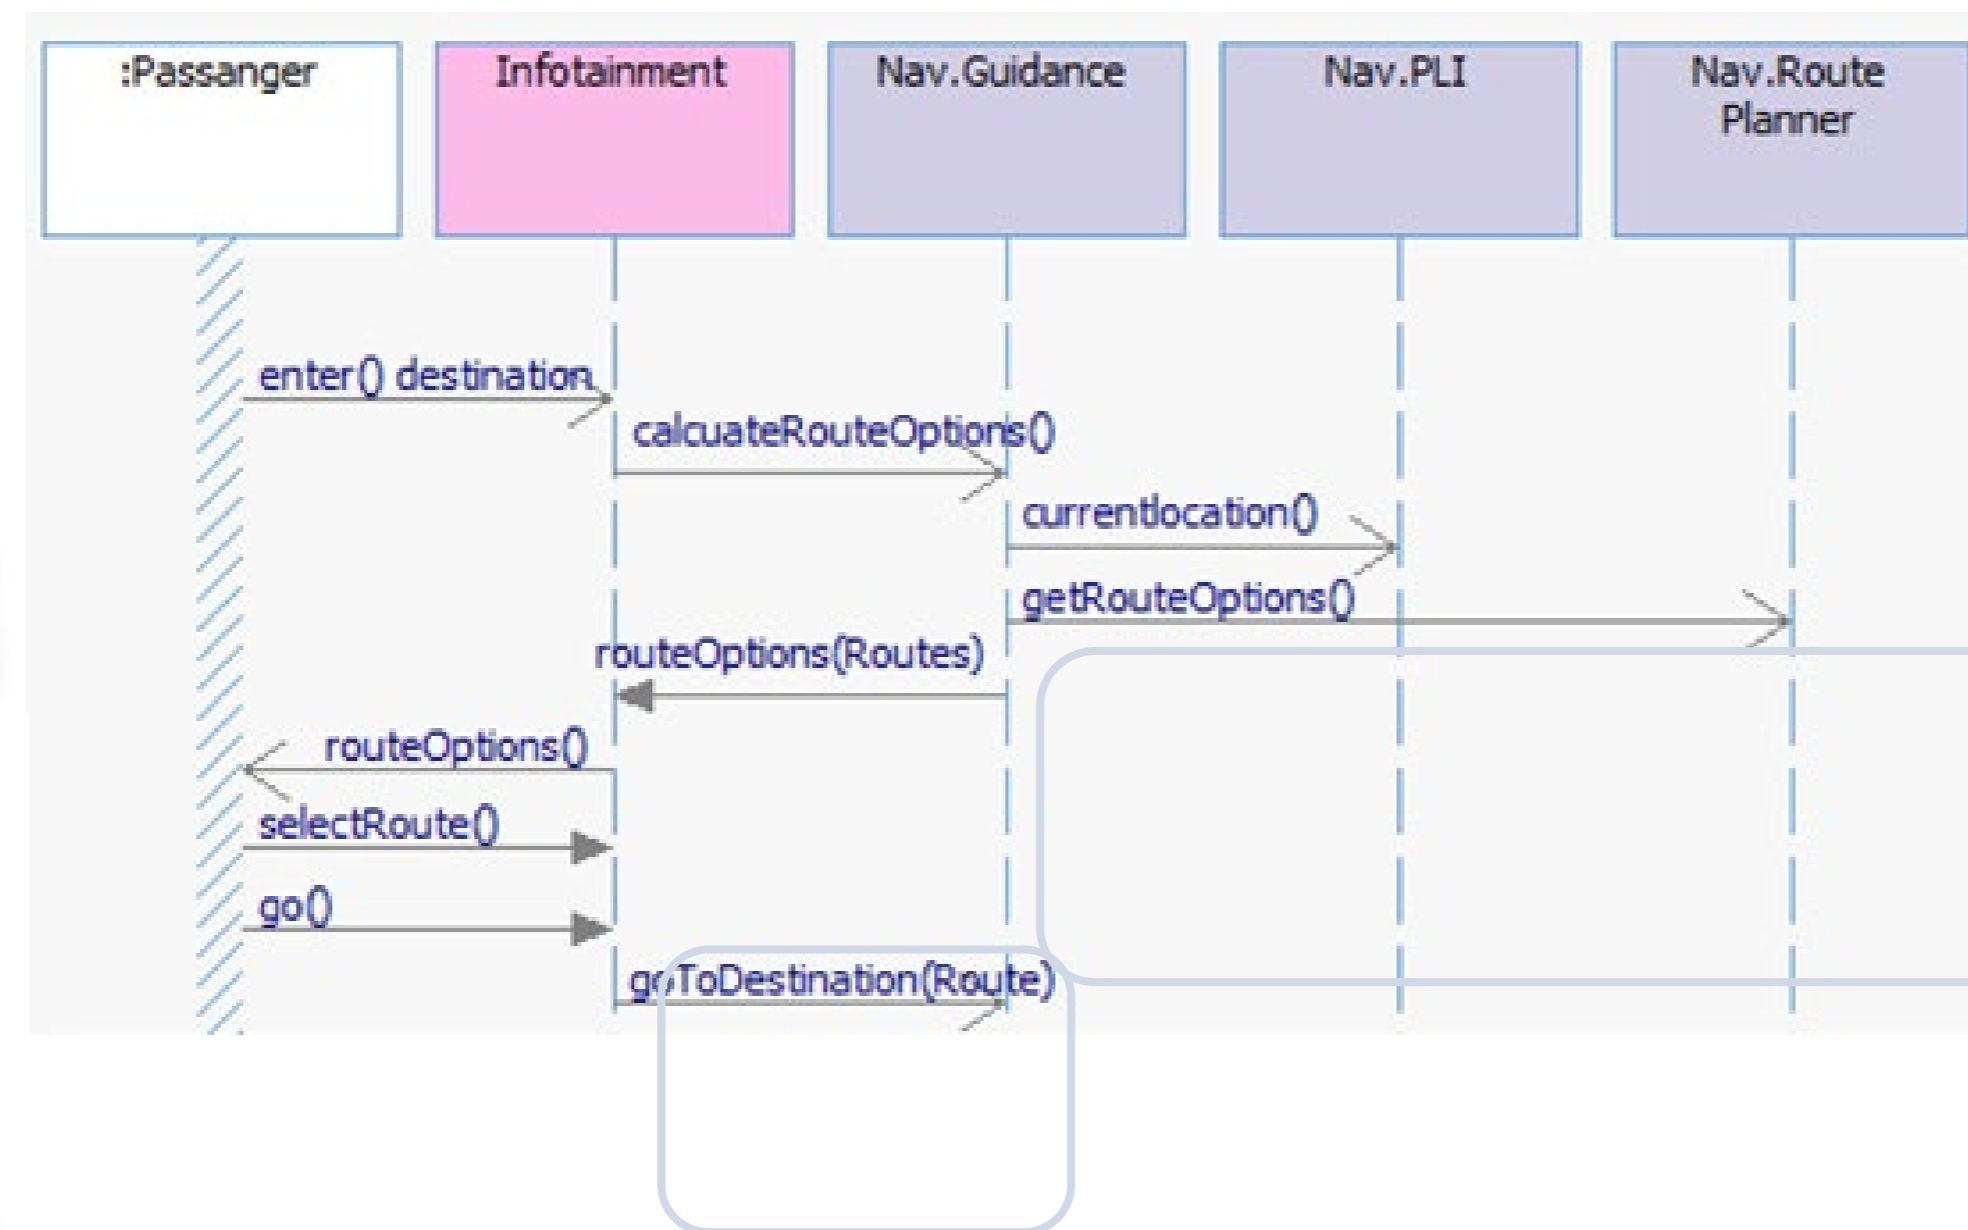 :Passanger
Infotainment
Nav.Guidance
Nav.PLI
Nav.Route
Planner
enter() destination
calcuateRouteOptions()
currentlocation()
getRouteOptions()
routeOptions(Routes)
routeOptions()
selectRoute()
go()
goToDestination(Route)